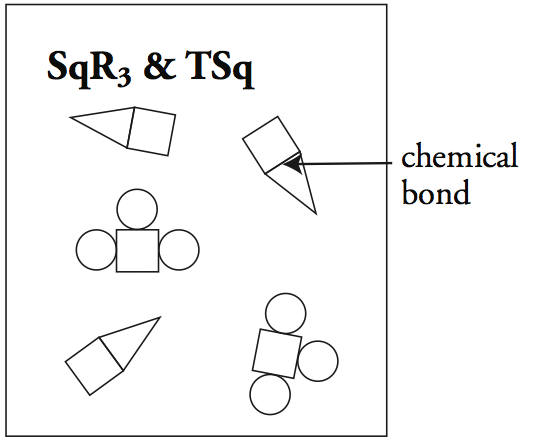 SqR₃ & TSq
chemical
bond